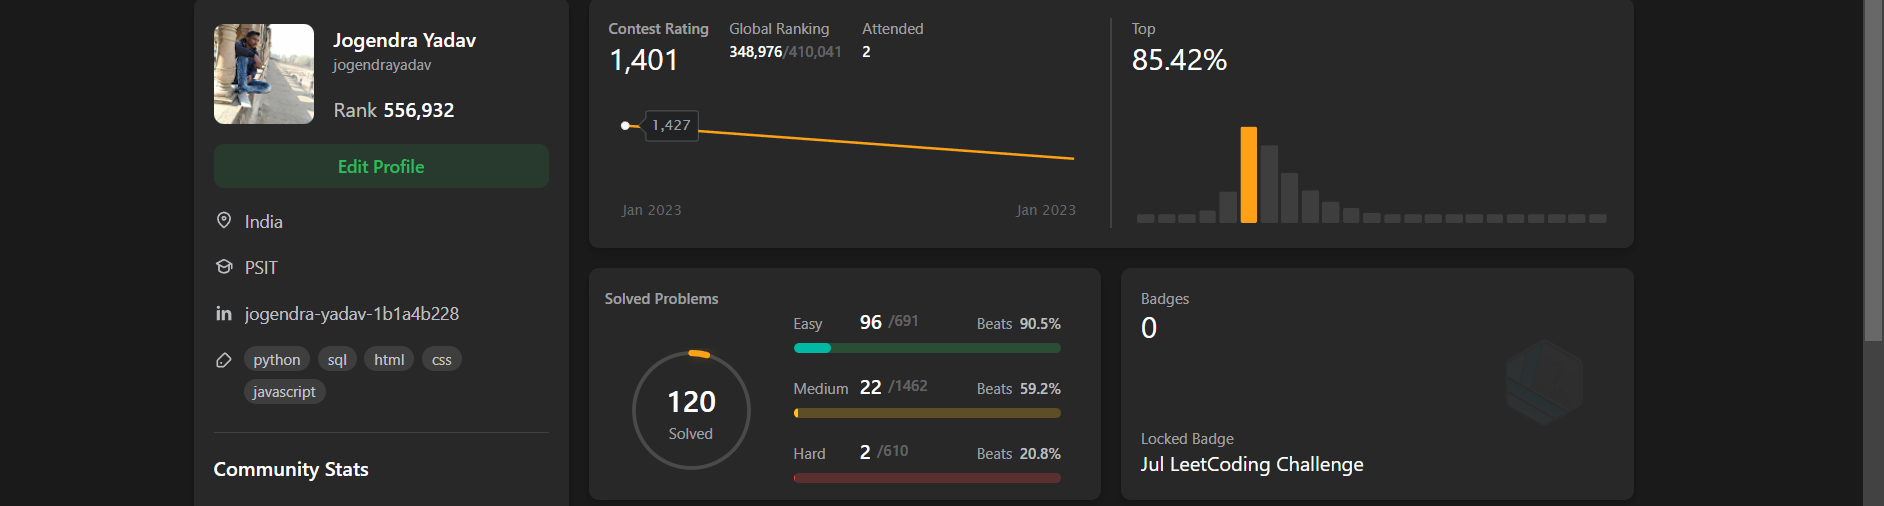 Jogendra Yadav
jogendrayadav
Rank 556,932
Edit Profile
India
PSIT
jogendra-yadav-1b1a4b228
python sql html css
javascript
Community Stats
Contest Rating Global Ranking Attended
1,401 348,976/410,041 2
1,427
Jan 2023 Jan 2023
Top
85.42%
Solved Problems
120
Solved
Easy 96 /691 Beats 90.5%
Medium 22 /1462 Beats 59.2%
Hard 2 /610 Beats 20.8%
Badges
0
Locked Badge
Jul LeetCoding Challenge